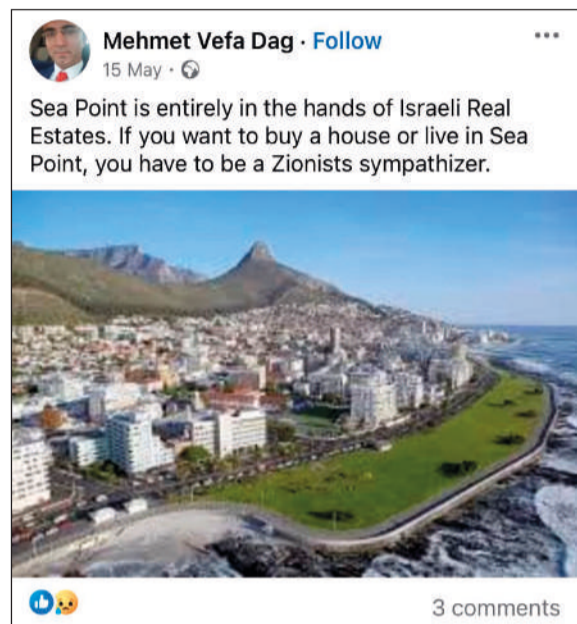 Mehmet Vefa Dag · Follow
15 May ·
Sea Point is entirely in the hands of Israeli Real
Estates. If you want to buy a house or live in Sea
Point, you have to be a Zionists sympathizer.
3 comments